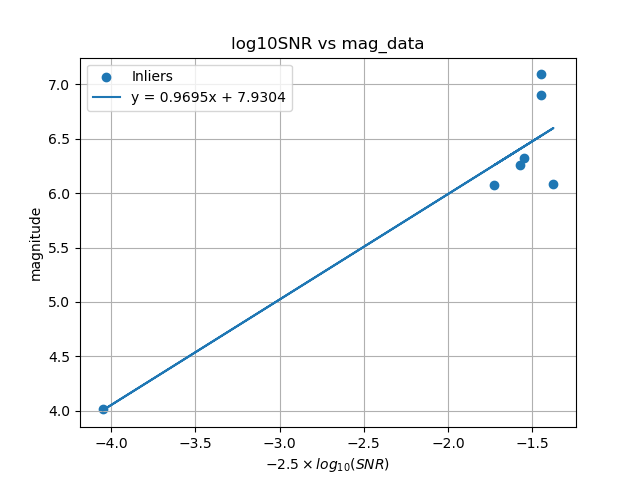 log10SNR vs mag_data
Inliers
y = 0.9695x + 7.9304
magnitude
7.0
6.5
6.0
5.5
5.0
4.5
4.0
−4.0 −3.5 −3.0 −2.5 −2.0 −1.5
−2.5 × log₁₀(SNR)